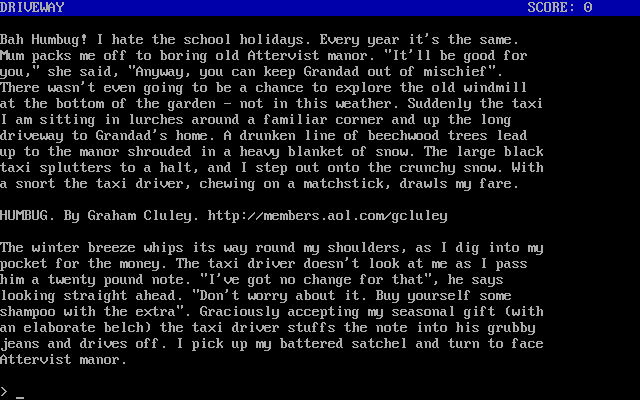 DRIVEWAY SCORE: 0
Bah Humbug! I hate the school holidays. Every year it's the same.
Mum packs me off to boring old Attervist manor. "It'll be good for
you," she said, "Anyway, you can keep Grandad out of mischief".
There wasn't even going to be a chance to explore the old windmill
at the bottom of the garden - not in this weather. Suddenly the taxi
I am sitting in lurches around a familiar corner and up the long
driveway to Grandad's home. A drunken line of beechwood trees lead
up to the manor shrouded in a heavy blanket of snow. The large black
taxi splutters to a halt, and I step out onto the crunchy snow. With
a snort the taxi driver, chewing on a matchstick, drawls my fare.
HUMBUG. By Graham Cluley. http://members.aol.com/gcluley
The winter breeze whips its way round my shoulders, as I dig into my
pocket for the money. The taxi driver doesn't look at me as I pass
him a twenty pound note. "I've got no change for that", he says
looking straight ahead. "Don't worry about it. Buy yourself some
shampoo with the extra". Graciously accepting my seasonal gift (with
an elaborate belch) the taxi driver stuffs the note into his grubby
jeans and drives off. I pick up my battered satchel and turn to face
Attervist manor.
> _